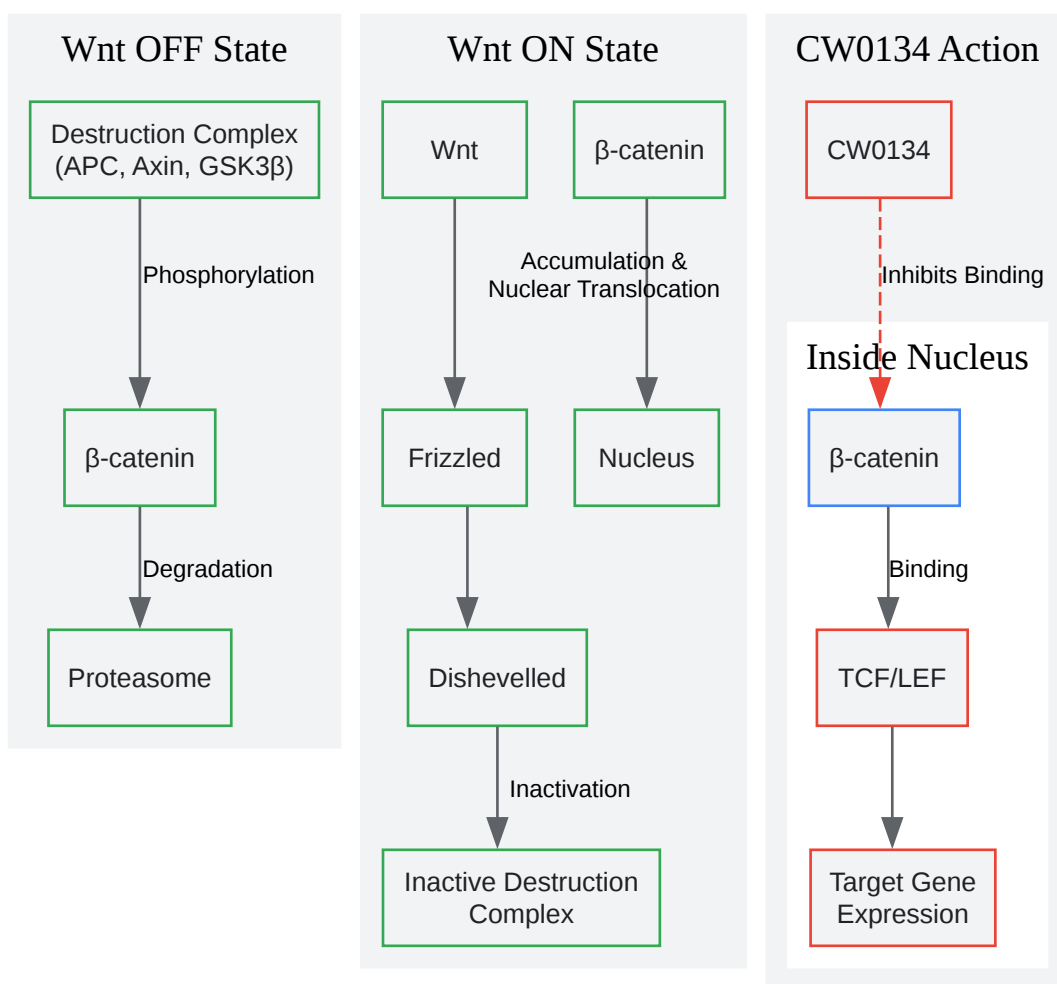 Wnt OFF State
Destruction Complex
(APC, Axin, GSK3β)
Phosphorylation
β-catenin
Degradation
Proteasome
Wnt ON State
Wnt
β-catenin
Accumulation &
Nuclear Translocation
Frizzled
Nucleus
Dishevelled
Inactivation
Inactive Destruction
Complex
CW0134 Action
CW0134
Inhibits Binding
Inside Nucleus
β-catenin
Binding
TCF/LEF
Target Gene
Expression